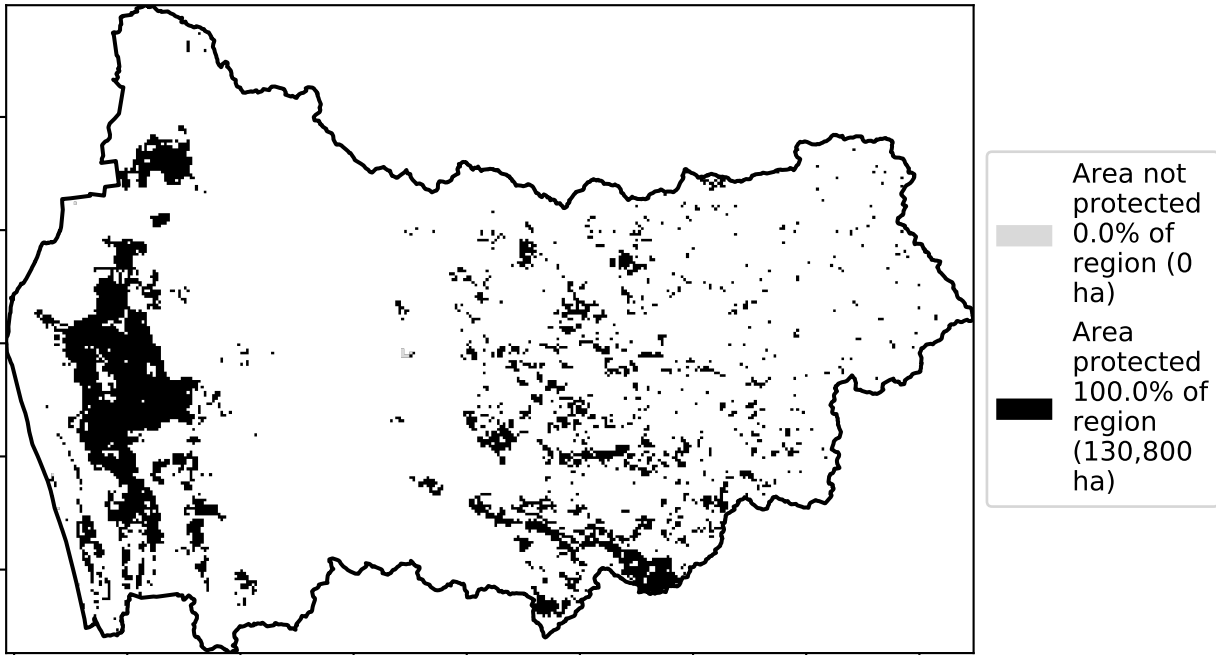 Area not
protected
0.0% of
region (0
ha)
Area
protected
100.0% of
region
(130,800
ha)